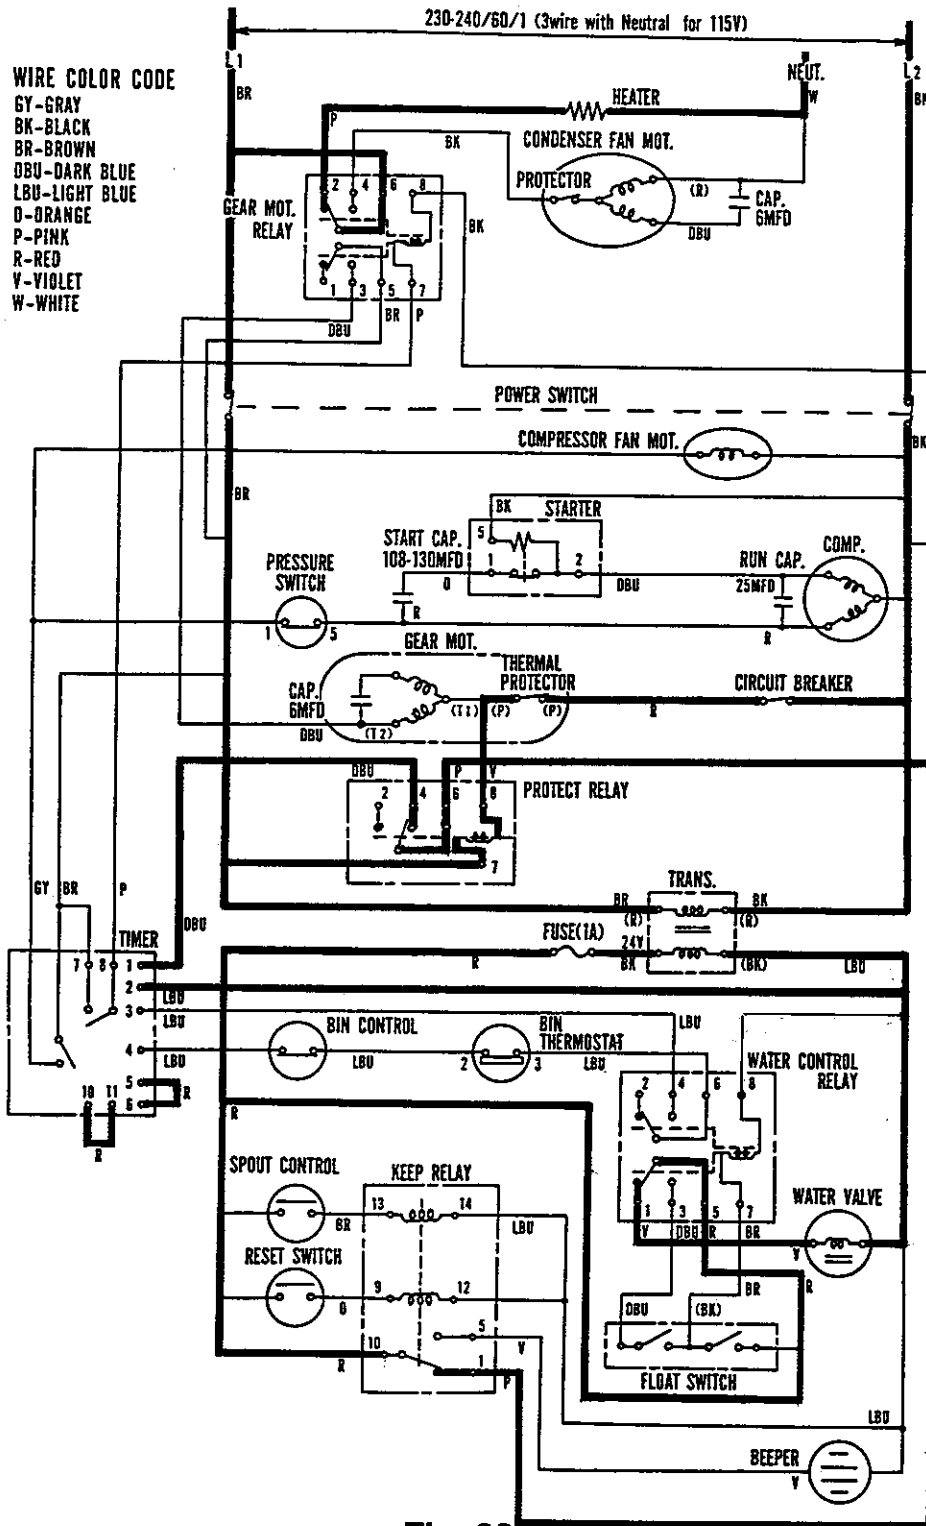 230-240/60/1 (3wire with Neutral for 115V)
L1
NEUT.
L2
WIRE COLOR CODE
GY-GRAY
BK-BLACK
BR-BROWN
DBU-DARK BLUE
LBU-LIGHT BLUE
O-ORANGE
P-PINK
R-RED
V-VIOLET
W-WHITE
BR
P
HEATER
W
BK
BK
CONDENSER FAN MOT.
PROTECTOR
(R)
CAP.
6MFD
DBU
2 4 6 8
GEAR MOT.
RELAY
BK
1 3 5 7
DBU
BR P
POWER SWITCH
COMPRESSOR FAN MOT.
BK
BR
BK
STARTER
START CAP.
108-130MFD
O
5
1
2
DBU
RUN CAP.
25MFD
COMP.
PRESSURE
SWITCH
1 5
R
R
GEAR MOT.
THERMAL
PROTECTOR
CAP.
6MFD
(T1)
(P)
(P)
R
CIRCUIT BREAKER
DBU
(T2)
DBU
P
V
2 4 6 8
PROTECT RELAY
7
GY
BR
P
DBU
TRANS.
BR
(R)
BK
(R)
FUSE(1A)
24V
BK
(BK)
LBU
R
TIMER
7 8 1
2
LBU
3
LBU
4
LBU
5
6
R
10 11
R
BIN CONTROL
LBU
BIN
THERMOSTAT
2 3
LBU
LBU
WATER CONTROL
RELAY
2 4 6 8
1 3 5 7
V
DBU
R
BR
WATER VALVE
V
R
SPOUT CONTROL
BR
KEEP RELAY
13 14
LBU
RESET SWITCH
O
9 12
5
V
10
R
1
P
DBU
(BK)
BR
R
FLOAT SWITCH
LBU
BEEPER
V